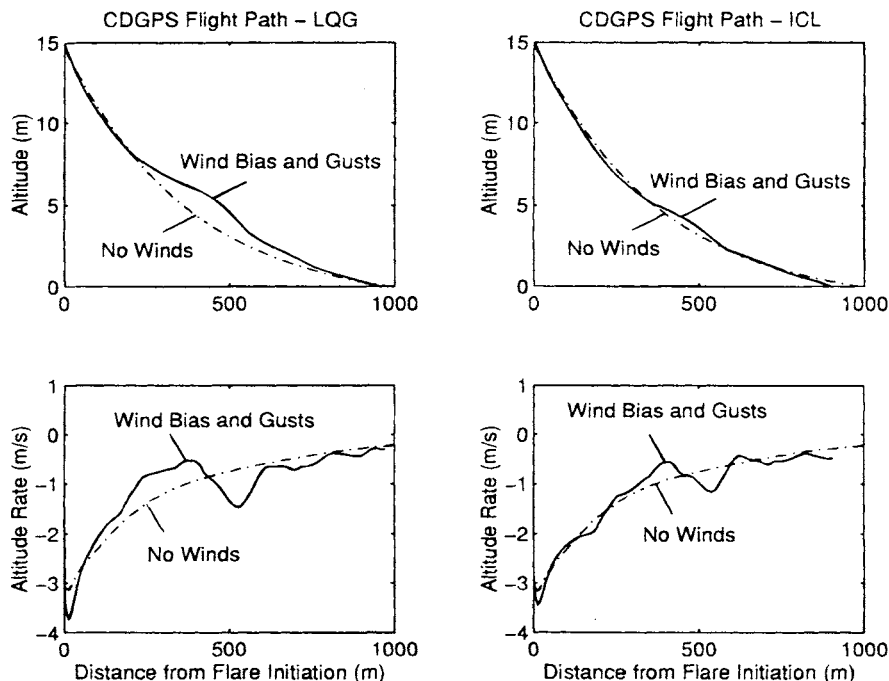 CDGPS Flight Path – LQG
15
10
5
0
Altitude (m)
Wind Bias and Gusts
No Winds
0 500 1000
CDGPS Flight Path – ICL
15
10
5
0
Altitude (m)
Wind Bias and Gusts
No Winds
0 500 1000
1
0
−1
−2
−3
−4
Altitude Rate (m/s)
Wind Bias and Gusts
No Winds
0 500 1000
Distance from Flare Initiation (m)
1
0
−1
−2
−3
−4
Altitude Rate (m/s)
Wind Bias and Gusts
No Winds
0 500 1000
Distance from Flare Initiation (m)